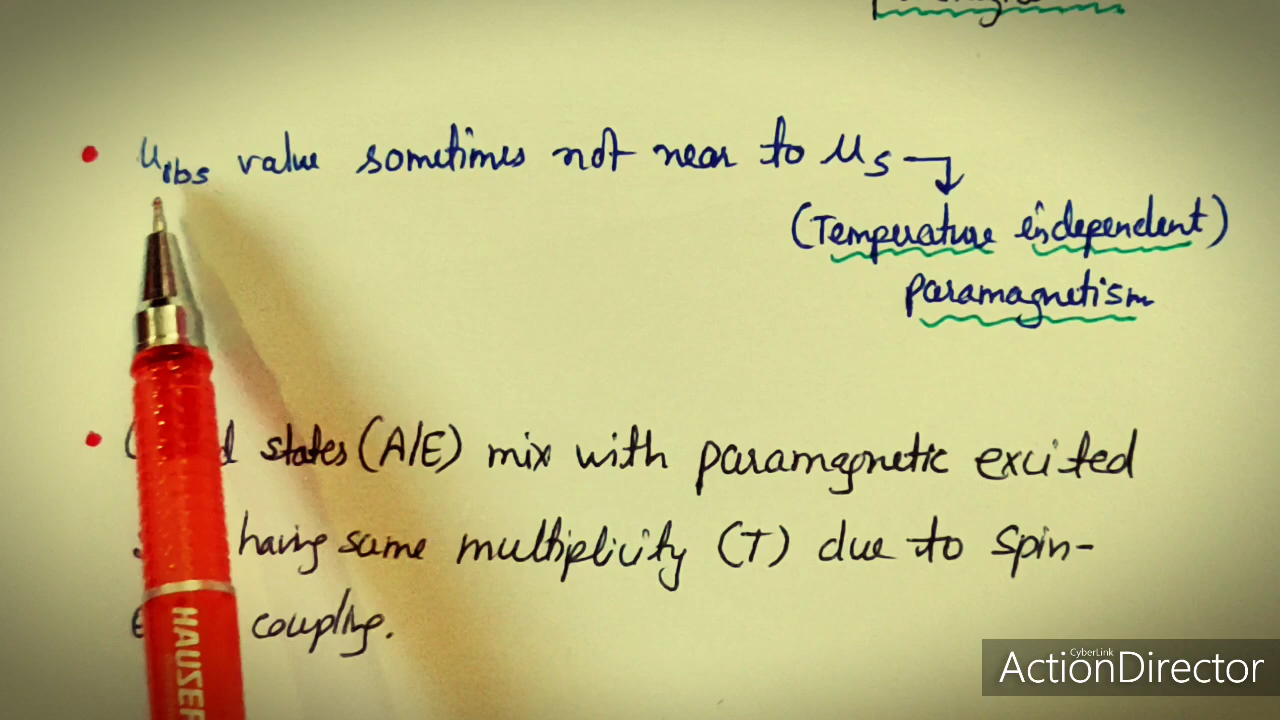 • μobs value sometimes not near to μs
(Temperature independent)
paramagnetism
• states (A/E) mix with paramagnetic excited
having same multiplicity (T) due to spin-
coupling.
HAUSER
CyberLink
ActionDirector